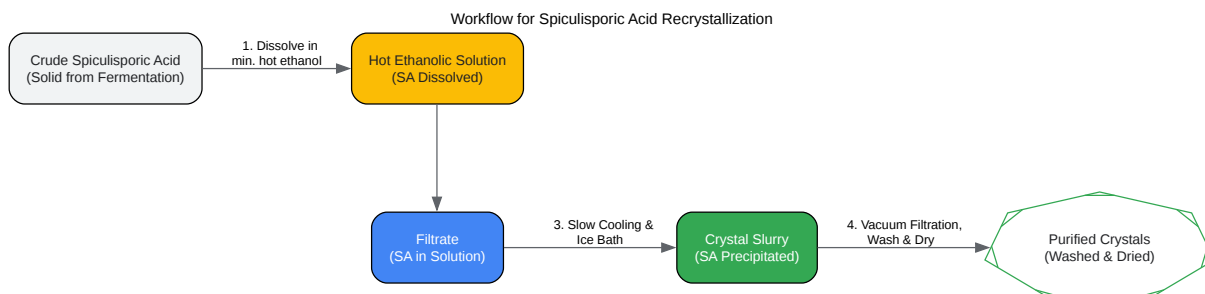 Workflow for Spiculisporic Acid Recrystallization
Crude Spiculisporic Acid
(Solid from Fermentation)
1. Dissolve in
min. hot ethanol
Hot Ethanolic Solution
(SA Dissolved)
Filtrate
(SA in Solution)
3. Slow Cooling &
Ice Bath
Crystal Slurry
(SA Precipitated)
4. Vacuum Filtration,
Wash & Dry
Purified Crystals
(Washed & Dried)